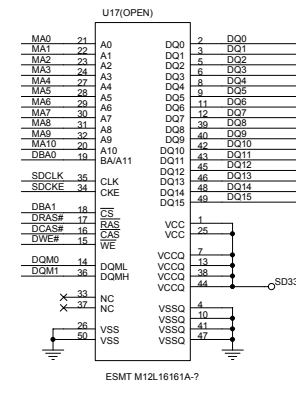 U17(OPEN)
MA0 21 A0 DQ0 2 DQ0
MA1 22 A1 DQ1 3 DQ1
MA2 23 A2 DQ2 5 DQ2
MA3 24 A3 DQ3 6 DQ3
MA4 27 A4 DQ4 8 DQ4
MA5 28 A5 DQ5 9 DQ5
MA6 29 A6 DQ6 11 DQ6
MA7 30 A7 DQ7 12 DQ7
MA8 31 A8 DQ8 39 DQ8
MA9 32 A9 DQ9 40 DQ9
MA10 20 A10 DQ10 42 DQ10
DBA0 19 BA/A11 DQ11 43 DQ11
DQ12 45 DQ12
SDCLK 35 CLK DQ13 46 DQ13
SDCKE 34 CKE DQ14 48 DQ14
DQ15 49 DQ15
DBA1 18 CS
DRAS# 17 RAS VCC 1
DCAS# 16 CAS VCC 25
DWE# 15 WE
VCCQ 7
DQM0 14 DQML VCCQ 13
DQM1 36 DQMH VCCQ 38
VCCQ 44 SD33
33 NC
37 NC VSSQ 4
VSSQ 10
26 VSS VSSQ 41
50 VSS VSSQ 47
ESMT M12L16161A-?